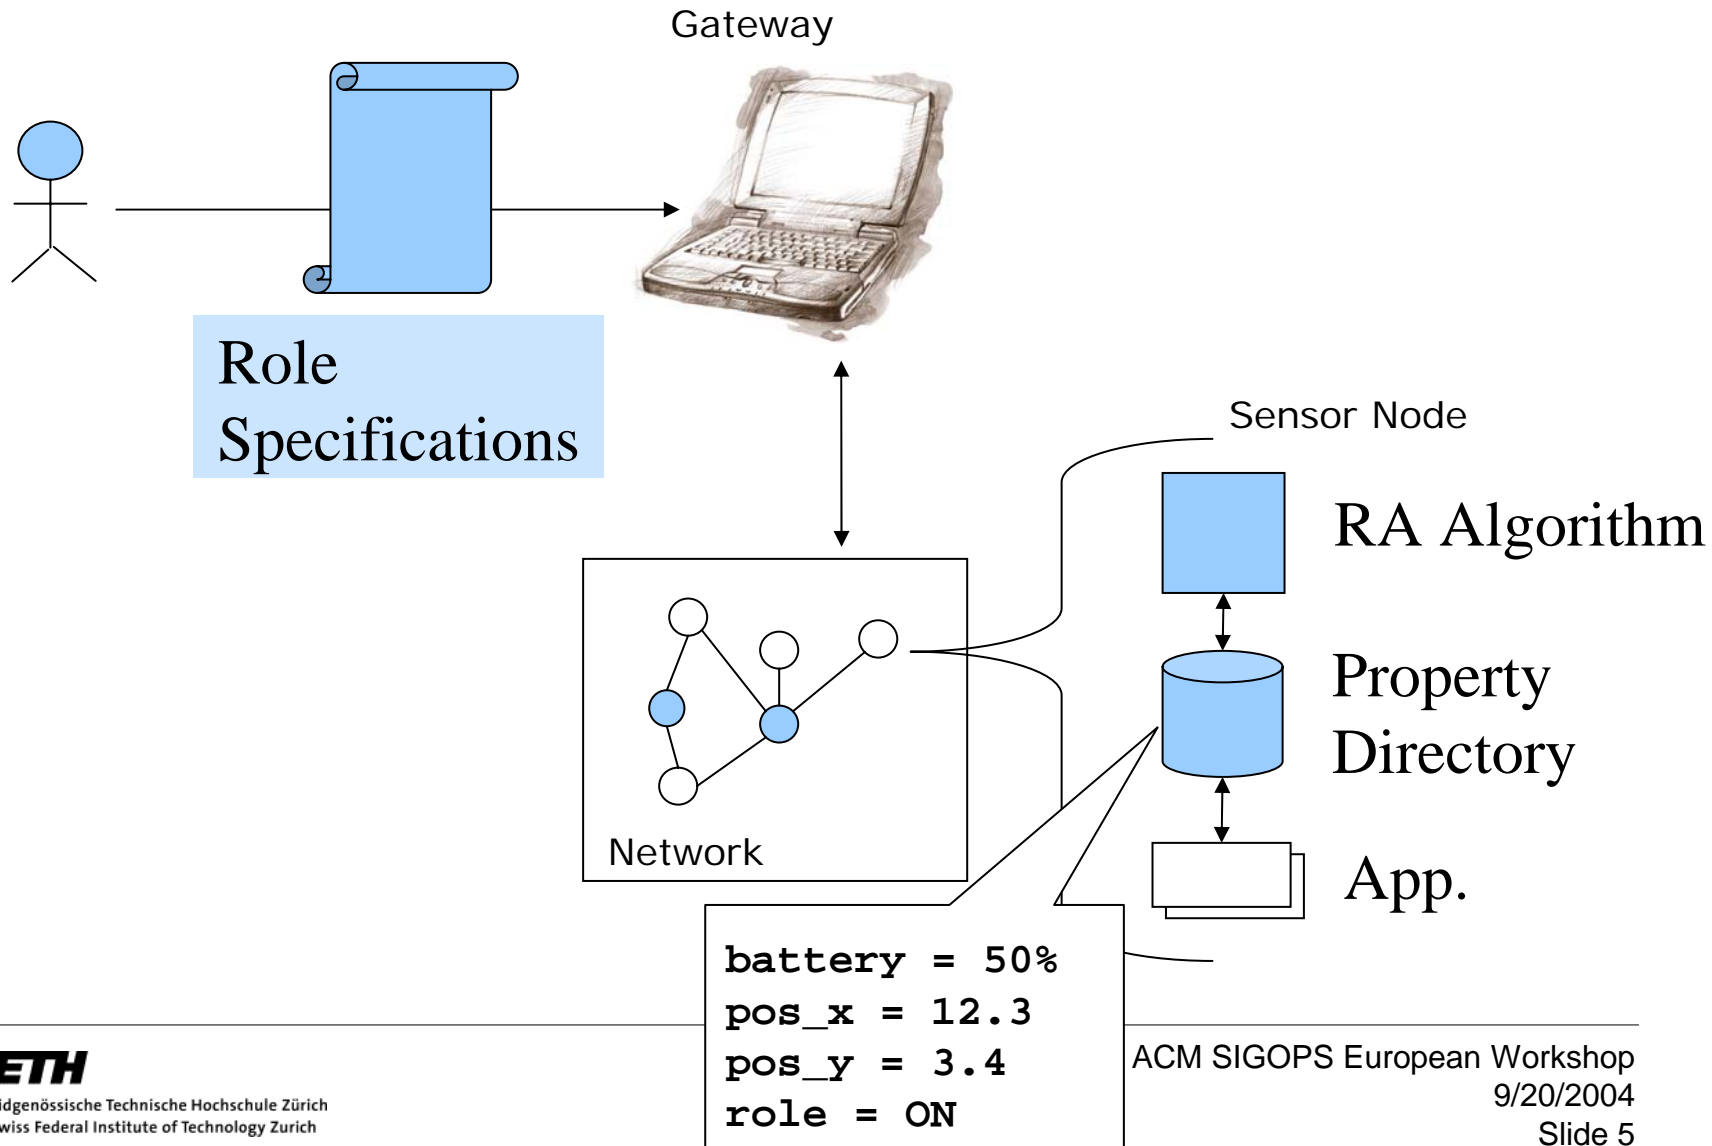 Gateway
Role
Specifications
Sensor Node
RA Algorithm
Property
Directory
App.
Network
battery = 50%
pos_x = 12.3
pos_y = 3.4
role = ON
ETH
idgenössische Technische Hochschule Zürich
wiss Federal Institute of Technology Zurich
ACM SIGOPS European Workshop
9/20/2004
Slide 5